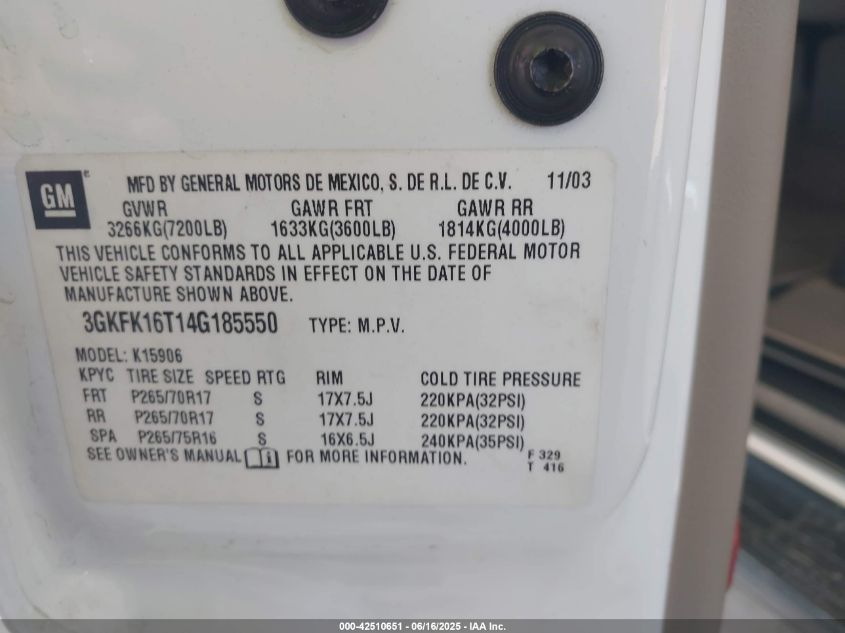 GM
MFD BY GENERAL MOTORS DE MEXICO, S. DE R.L. DE C.V. 11/03
GVWR GAWR FRT GAWR RR
3266KG(7200LB) 1633KG(3600LB) 1814KG(4000LB)
THIS VEHICLE CONFORMS TO ALL APPLICABLE U.S. FEDERAL MOTOR
VEHICLE SAFETY STANDARDS IN EFFECT ON THE DATE OF
MANUFACTURE SHOWN ABOVE.
3GKFK16T14G185550 TYPE: M.P.V.
MODEL: K15906
KPYC TIRE SIZE SPEED RTG RIM COLD TIRE PRESSURE
FRT P265/70R17 S 17X7.5J 220KPA(32PSI)
RR P265/70R17 S 17X7.5J 220KPA(32PSI)
SPA P265/75R16 S 16X6.5J 240KPA(35PSI)
SEE OWNER'S MANUAL FOR MORE INFORMATION. F 329
T 416
000-42510651 - 06/16/2025 - IAA Inc.